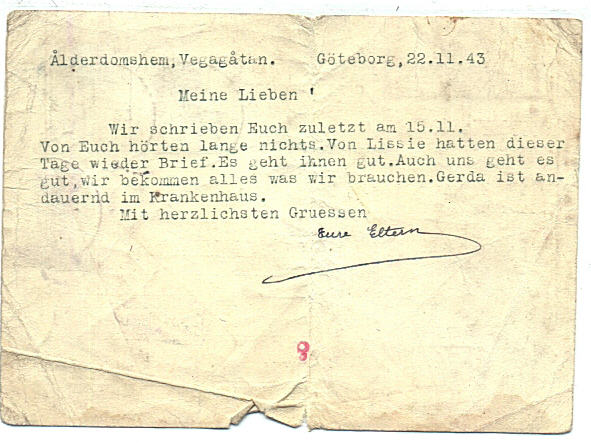 Ålderdomshem, Vegagåtan. Göteborg, 22.11.43
Meine Lieben !
Wir schrieben Euch zuletzt am 15.11.
Von Euch hörten lange nichts. Von Lissie hatten dieser
Tage wieder Brief. Es geht ihnen gut. Auch uns geht es
gut, wir bekommen alles was wir brauchen. Gerda ist an-
dauernd im Krankenhaus.
Mit herzlichsten Gruessen
Eure Eltern